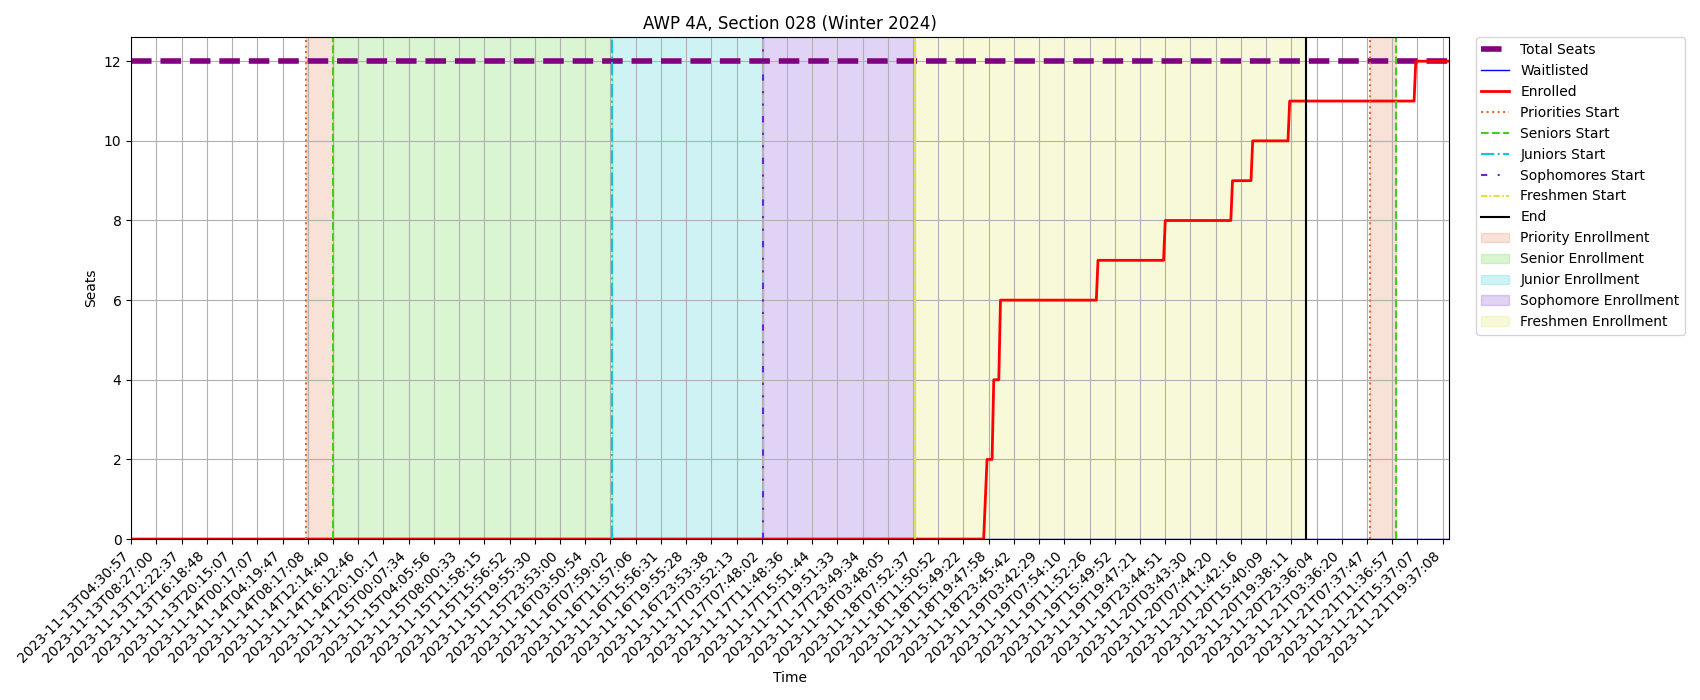 AWP 4A, Section 028 (Winter 2024)
12
10
8
6
4
2
0
Seats
2023-11-13T04:30:57
2023-11-13T08:27:00
2023-11-13T12:22:37
2023-11-13T16:18:48
2023-11-13T20:15:07
2023-11-14T00:17:07
2023-11-14T04:19:47
2023-11-14T08:17:08
2023-11-14T12:14:40
2023-11-14T16:12:46
2023-11-14T20:10:17
2023-11-15T00:07:34
2023-11-15T04:05:56
2023-11-15T08:00:33
2023-11-15T11:58:15
2023-11-15T15:56:52
2023-11-15T19:55:30
2023-11-15T23:53:00
2023-11-16T03:50:54
2023-11-16T07:59:02
2023-11-16T11:57:06
2023-11-16T15:56:31
2023-11-16T19:55:28
2023-11-16T23:53:38
2023-11-17T03:52:13
2023-11-17T07:48:02
2023-11-17T11:48:36
2023-11-17T15:51:44
2023-11-17T19:51:33
2023-11-17T23:49:34
2023-11-18T03:48:05
2023-11-18T07:52:37
2023-11-18T11:50:52
2023-11-18T15:49:22
2023-11-18T19:47:58
2023-11-18T23:45:42
2023-11-19T03:42:29
2023-11-19T07:54:10
2023-11-19T11:52:26
2023-11-19T15:49:52
2023-11-19T19:47:21
2023-11-19T23:44:51
2023-11-20T03:43:30
2023-11-20T07:44:20
2023-11-20T11:42:16
2023-11-20T15:40:09
2023-11-20T19:38:11
2023-11-20T23:36:04
2023-11-21T03:36:20
2023-11-21T07:37:47
2023-11-21T11:36:57
2023-11-21T15:37:07
2023-11-21T19:37:08
Time
Total Seats
Waitlisted
Enrolled
Priorities Start
Seniors Start
Juniors Start
Sophomores Start
Freshmen Start
End
Priority Enrollment
Senior Enrollment
Junior Enrollment
Sophomore Enrollment
Freshmen Enrollment